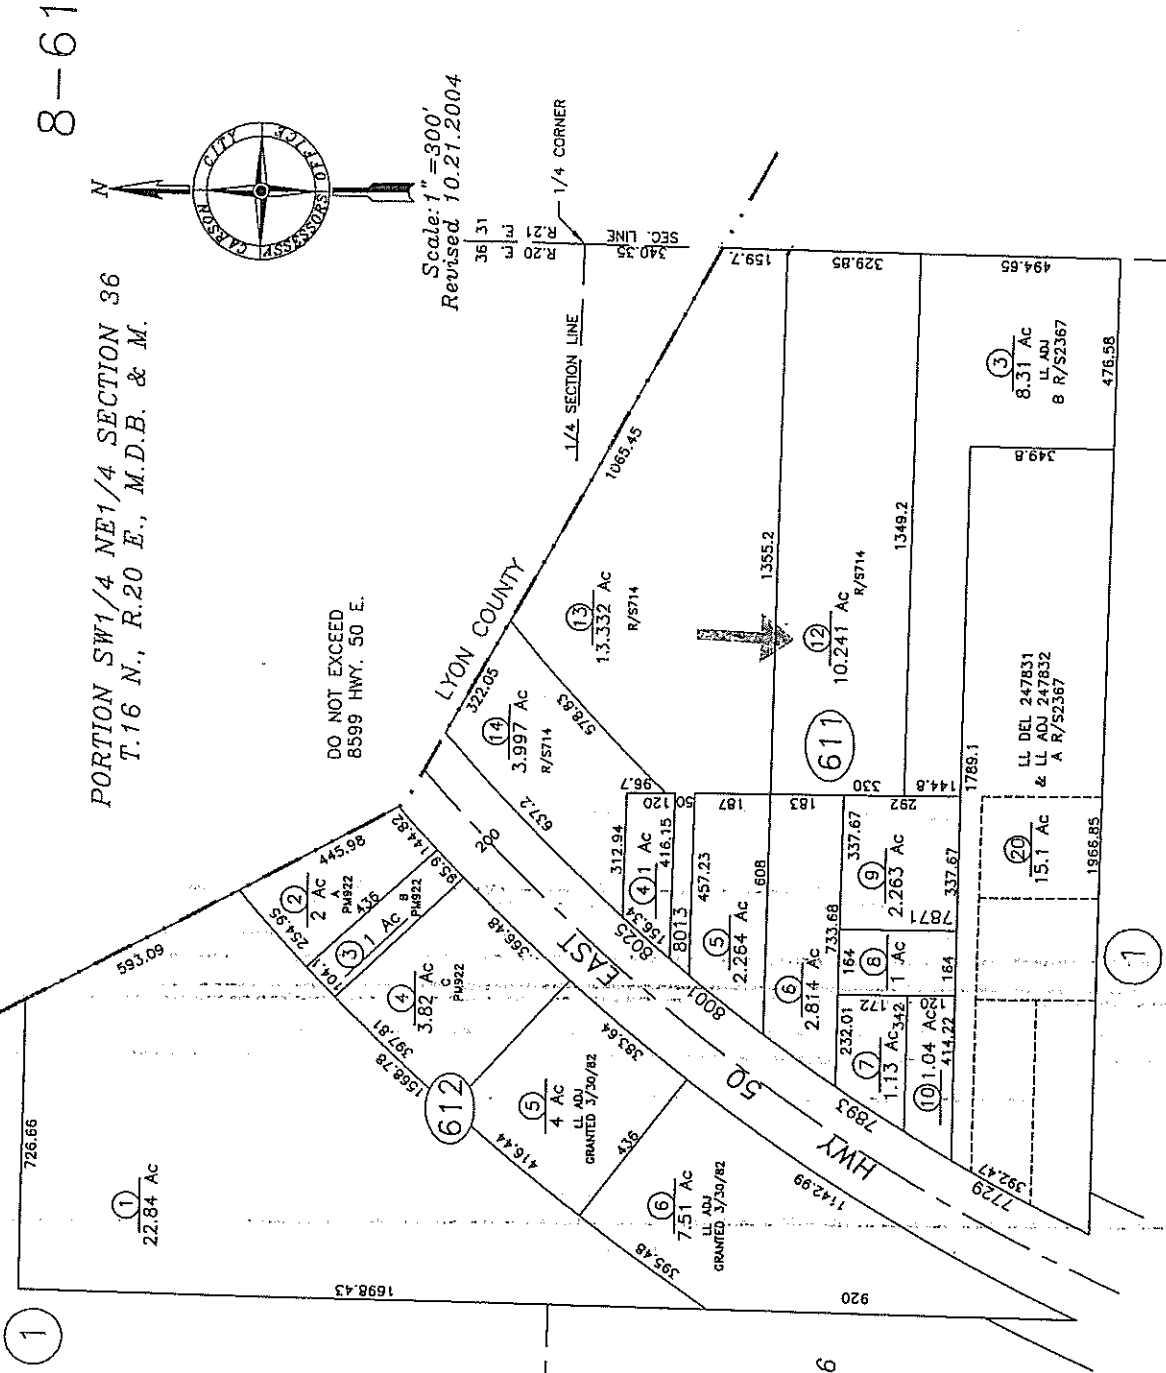 8-61
PORTION SW1/4 NE1/4 SECTION 36
T.16 N., R.20 E., M.D.B. & M.
N
CARSON CITY
ASSESSORS OFFICE
Scale: 1"=300'
Revised 10.21.2004
36 31
R.20 E. R.21 E.
340.35
SEC. LINE
1/4 CORNER
1/4 SECTION LINE
DO NOT EXCEED
8599 HWY. 50 E.
LYON COUNTY
1065.45
322.05
159.7
329.85
494.65
1
726.66
593.09
1698.43
1
22.84 Ac
445.98
144.82
2
2 Ac
A
PM922
254.95
436
95.9
3
1 Ac
B
PM922
104.1
4
3.82 Ac
C
PM922
366.48
397.81
1568.78
612
5
4 Ac
LL ADJ
GRANTED 3/30/82
383.64
416.44
436
6
7.51 Ac
LL ADJ
GRANTED 3/30/82
395.48
1142.99
920
6
200
HWY 50 EAST
14
3.997 Ac
R/S714
637.2
578.83
13
13.332 Ac
R/S714
96.7
312.94
120
4
1 Ac
416.15
156.34
8025
8013
50
187
457.23
5
2.264 Ac
8001
608
183
6
2.814 Ac
733.68
1355.2
12
10.241 Ac
R/S714
611
330
1349.2
144.8
292
337.67
9
2.263 Ac
337.67
7871
164
8
1 Ac
164
232.01
172
7
1.13 Ac
342
120
10
1.04 Ac
414.22
7893
3
8.31 Ac
LL ADJ
B R/S2367
476.58
349.8
1789.1
LL DEL 247831
& LL ADJ 247832
A R/S2367
20
15.1 Ac
1966.85
392.47
7729
1